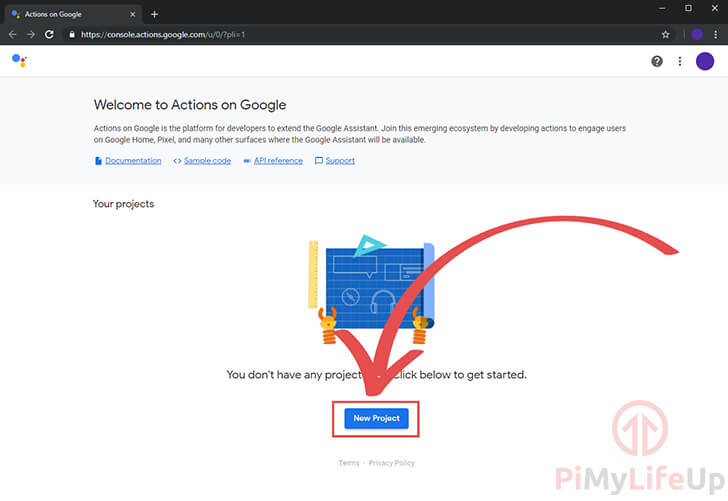 Actions on Google
https://console.actions.google.com/u/0/?pli=1
Welcome to Actions on Google
Actions on Google is the platform for developers to extend the Google Assistant. Join this emerging ecosystem by developing actions to engage users
on Google Home, Pixel, and many other surfaces where the Google Assistant will be available.
Documentation Sample code API reference Support
Your projects
You don't have any project Click below to get started.
New Project
Terms - Privacy Policy
PiMyLifeUp